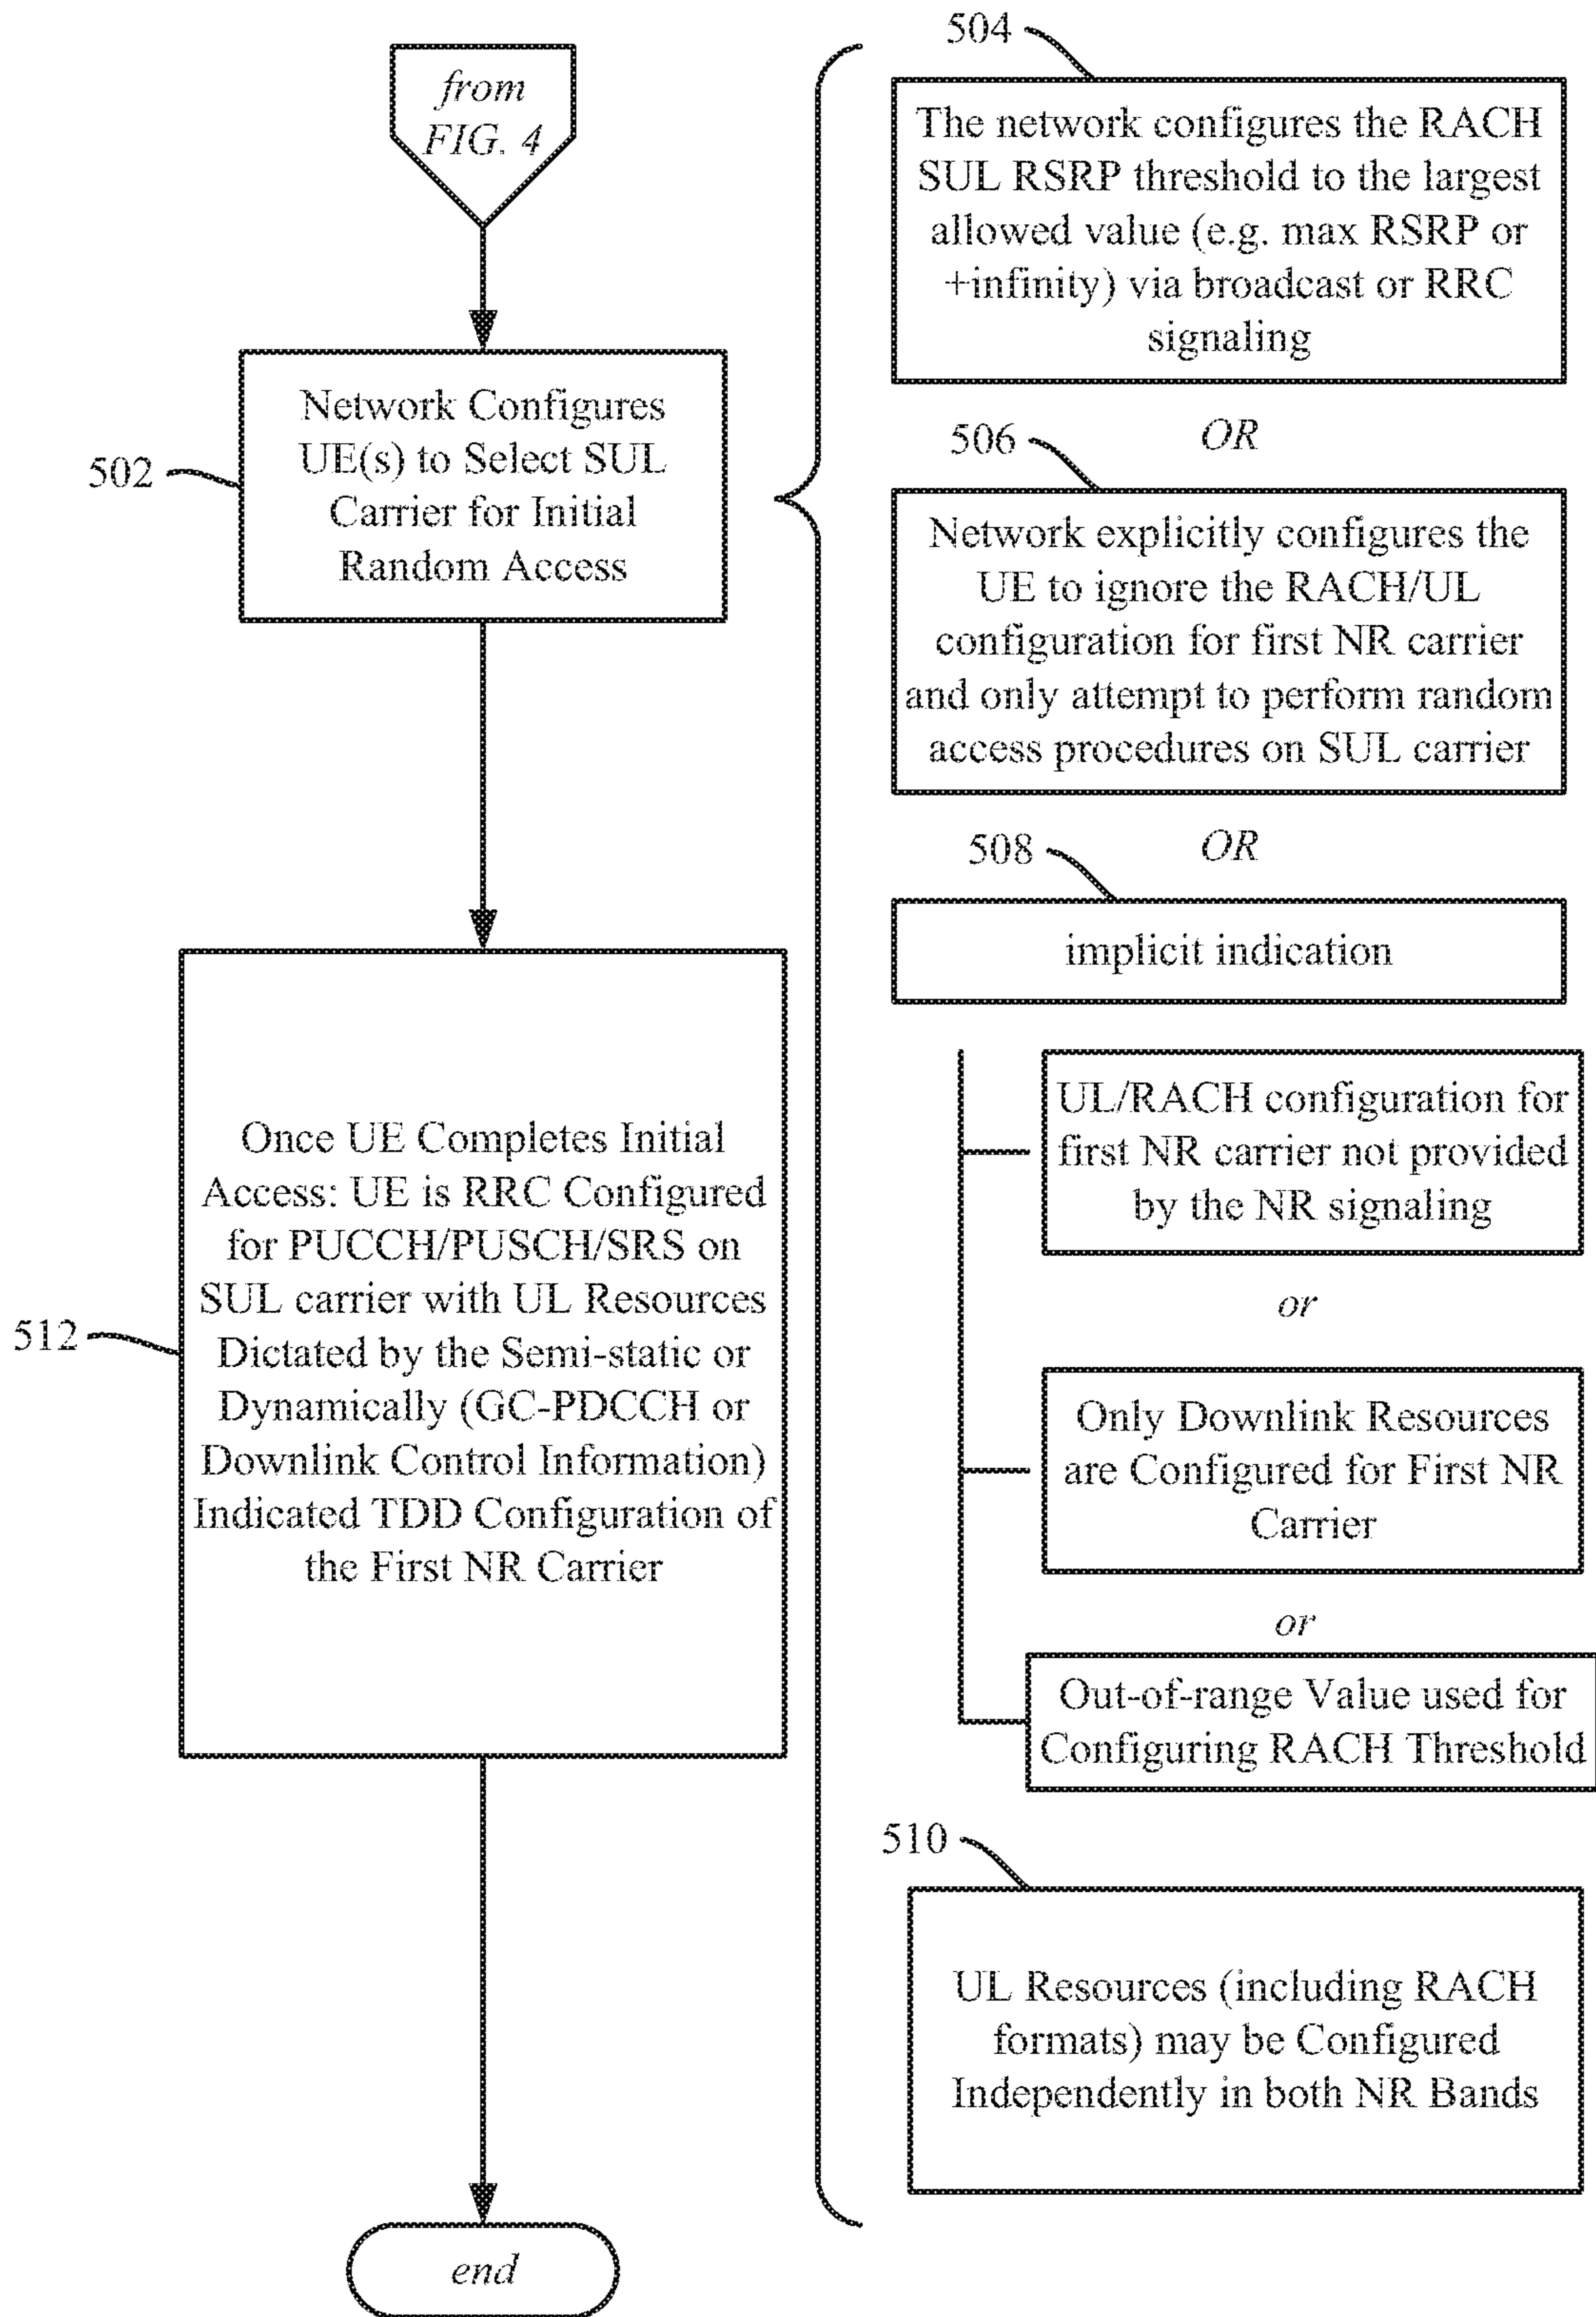 from
FIG. 4
502
Network Configures
UE(s) to Select SUL
Carrier for Initial
Random Access
512
Once UE Completes Initial
Access: UE is RRC Configured
for PUCCH/PUSCH/SRS on
SUL carrier with UL Resources
Dictated by the Semi-static or
Dynamically (GC-PDCCH or
Downlink Control Information)
Indicated TDD Configuration of
the First NR Carrier
end
504
The network configures the RACH
SUL RSRP threshold to the largest
allowed value (e.g. max RSRP or
+infinity) via broadcast or RRC
signaling
OR
506
Network explicitly configures the
UE to ignore the RACH/UL
configuration for first NR carrier
and only attempt to perform random
access procedures on SUL carrier
OR
508
implicit indication
UL/RACH configuration for
first NR carrier not provided
by the NR signaling
or
Only Downlink Resources
are Configured for First NR
Carrier
or
Out-of-range Value used for
Configuring RACH Threshold
510
UL Resources (including RACH
formats) may be Configured
Independently in both NR Bands